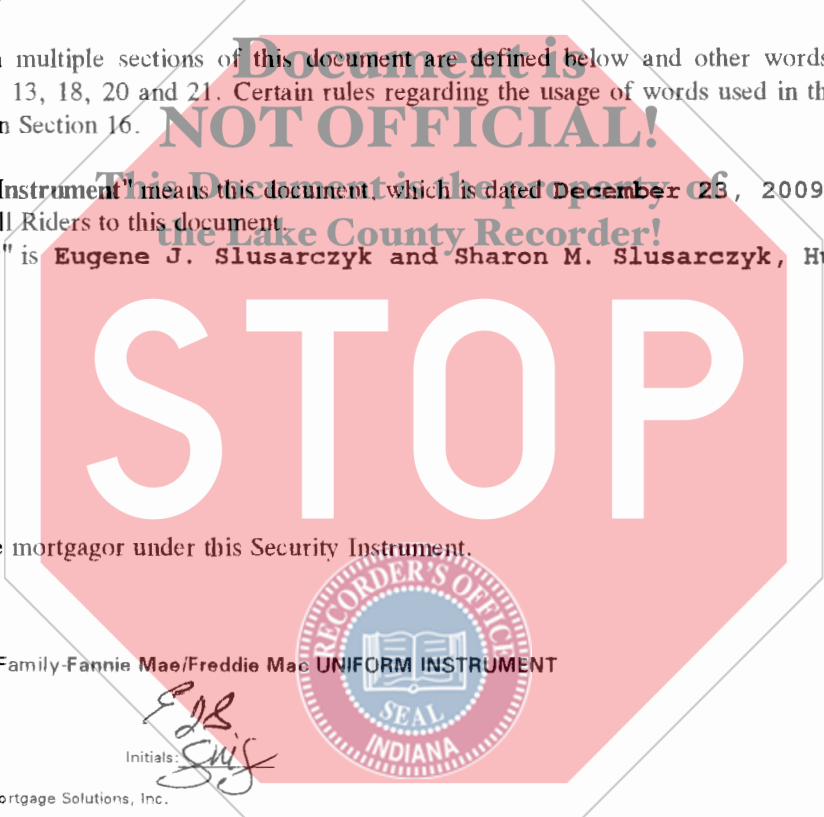 multiple sections of this document are defined below and other words
13, 18, 20 and 21. Certain rules regarding the usage of words used in th
n Section 16.
Document is
NOT OFFICIAL!
This Document is the property of
the Lake County Recorder!
Instrument" means this document, which is dated December 23, 2009
ll Riders to this document.
" is Eugene J. Slusarczyk and Sharon M. Slusarczyk, Hu
STOP
e mortgagor under this Security Instrument.
RECORDER'S OFFICE
SEAL
INDIANA
Family-Fannie Mae/Freddie Mac UNIFORM INSTRUMENT
EJS
Initials: SMS
ortgage Solutions, Inc.